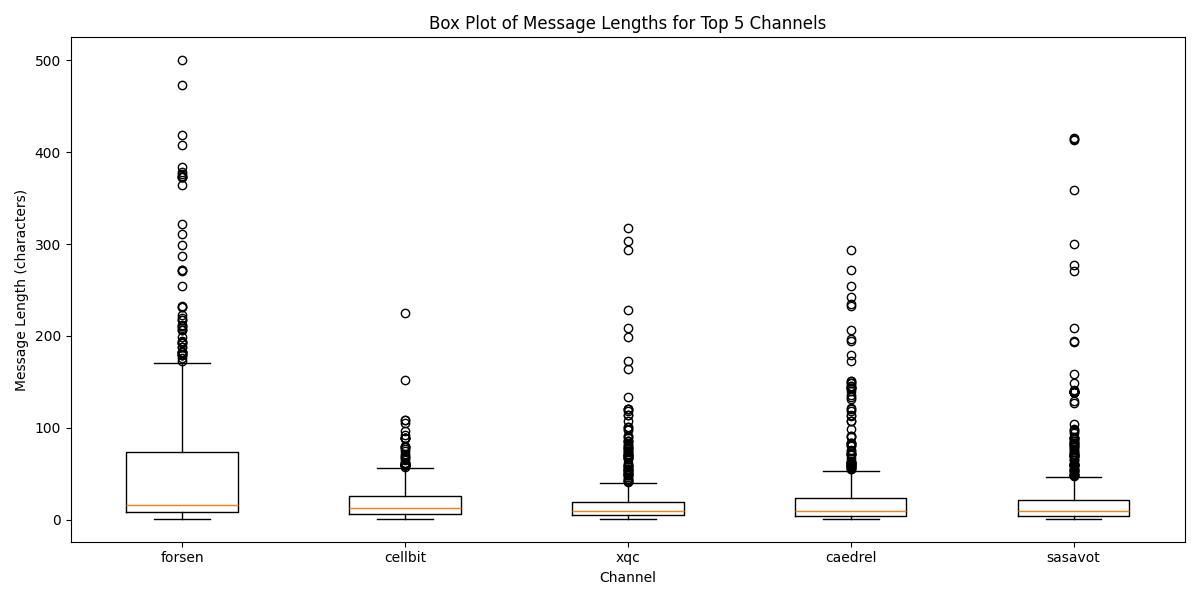 Box Plot of Message Lengths for Top 5 Channels
Message Length (characters)
500
400
300
200
100
0
forsen cellbit xqc caedrel sasavot
Channel